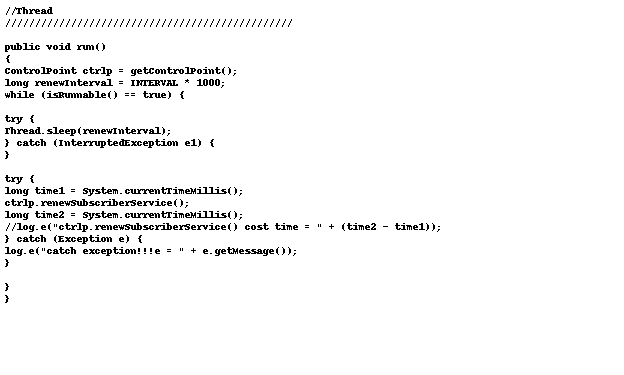 //Thread
////////////////////////////////////////////////

public void run()
{
ControlPoint ctrlp = getControlPoint();
long renewInterval = INTERVAL * 1000;
while (isRunnable() == true) {

try {
Thread.sleep(renewInterval);
} catch (InterruptedException e1) {
}

try {
long time1 = System.currentTimeMillis();
ctrlp.renewSubscriberService();
long time2 = System.currentTimeMillis();
//log.e("ctrlp.renewSubscriberService() cost time = " + (time2 - time1));
} catch (Exception e) {
log.e("catch exception!!!e = " + e.getMessage());
}

}
}